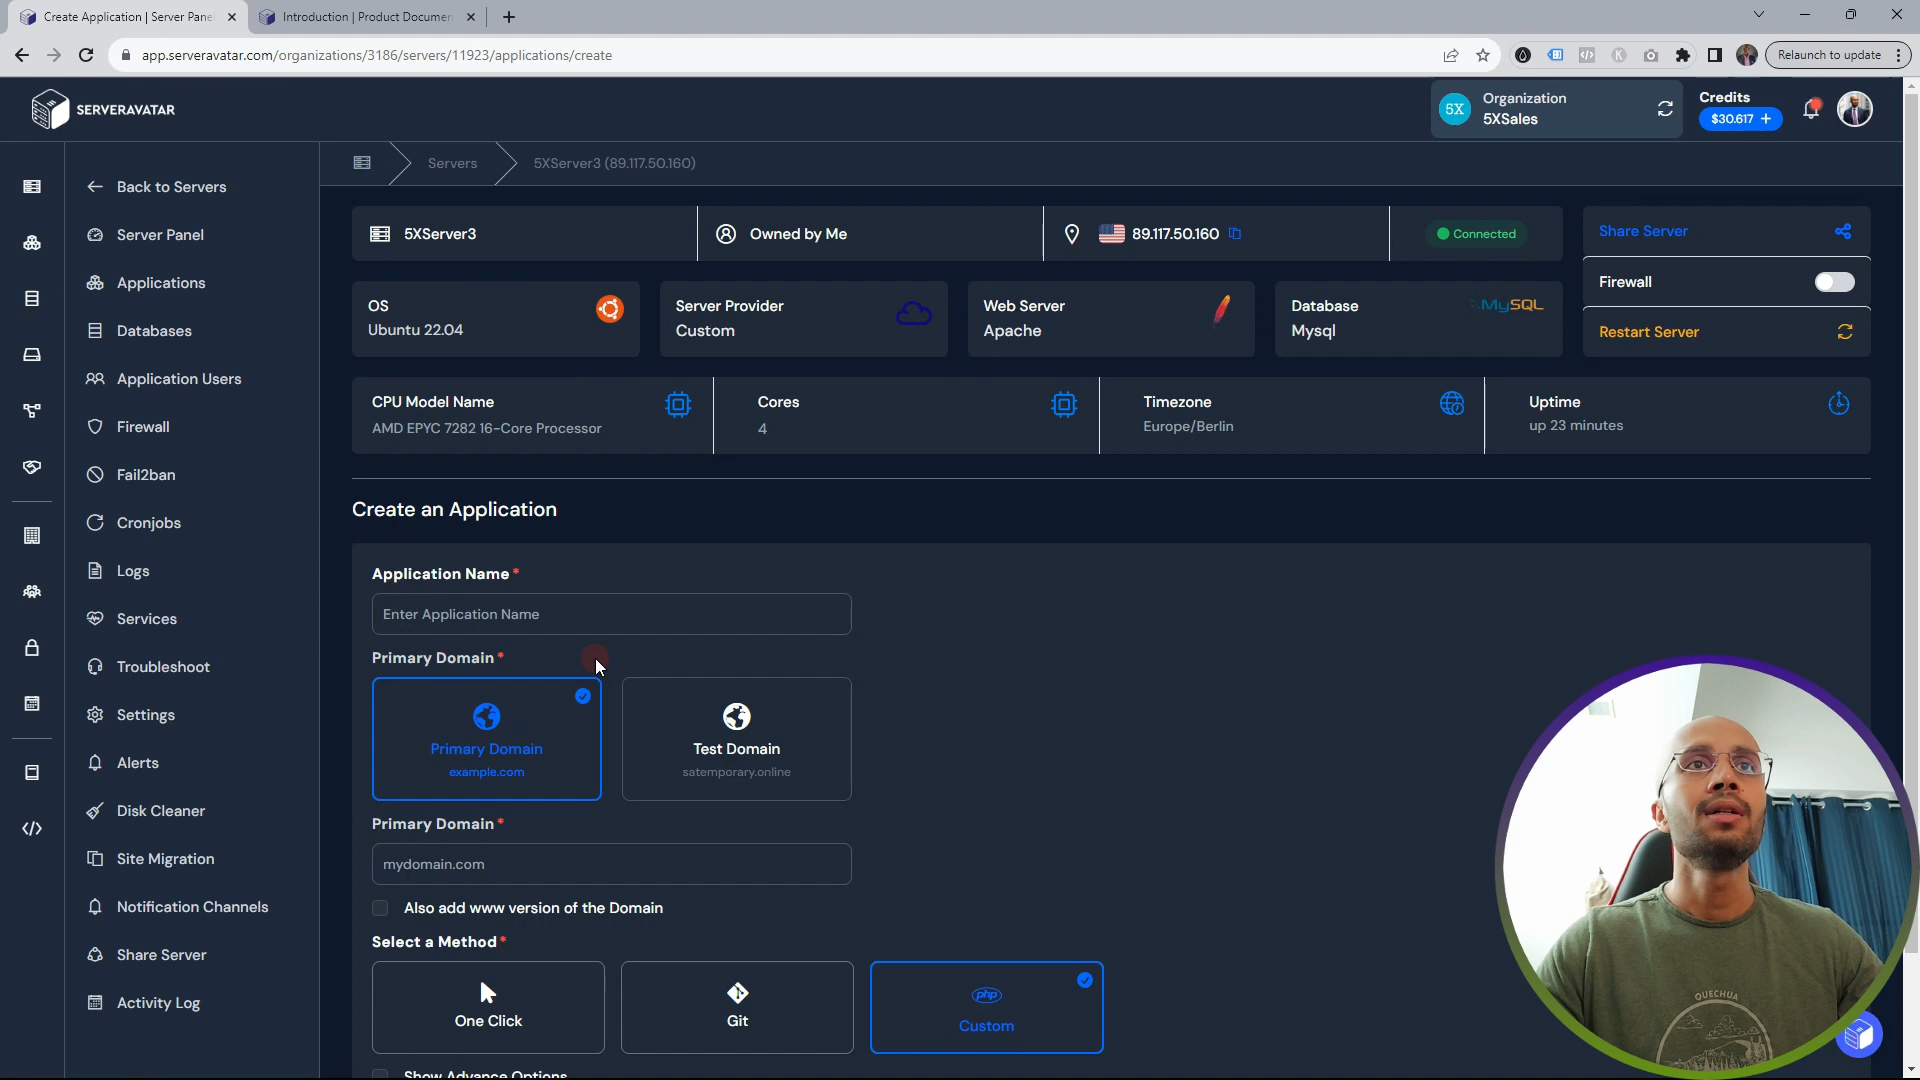 Create Application | Server Pane
Introduction | Product Documen
app.serveravatar.com/organizations/3186/servers/11923/applications/create
Relaunch to update
SERVERAVATAR
5X
Organization
5XSales
Credits
$30.617 +
Servers
5XServer3 (89.117.50.160)
Back to Servers
Server Panel
Applications
Databases
Application Users
Firewall
Fail2ban
Cronjobs
Logs
Services
Troubleshoot
Settings
Alerts
Disk Cleaner
Site Migration
Notification Channels
Share Server
Activity Log
5XServer3
Owned by Me
89.117.50.160
Connected
Share Server
Firewall
Restart Server
OS
Ubuntu 22.04
Server Provider
Custom
Web Server
Apache
Database
Mysql
MySQL
CPU Model Name
AMD EPYC 7282 16-Core Processor
Cores
4
Timezone
Europe/Berlin
Uptime
up 23 minutes
Create an Application
Application Name *
Enter Application Name
Primary Domain *
Primary Domain
example.com
Test Domain
satemporary.online
Primary Domain *
mydomain.com
Also add www version of the Domain
Select a Method *
One Click
Git
php
Custom
Show Advance Options
QUECHUA